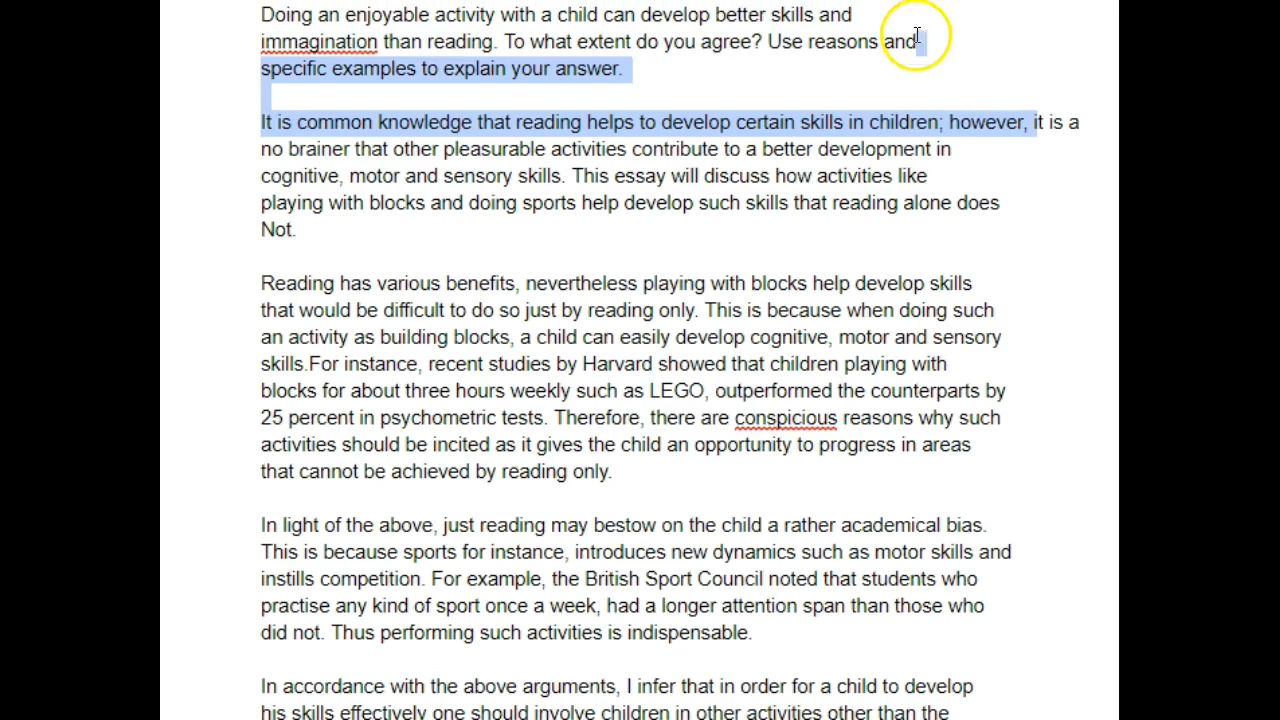 Doing an enjoyable activity with a child can develop better skills and
immagination than reading. To what extent do you agree? Use reasons and
specific examples to explain your answer.
It is common knowledge that reading helps to develop certain skills in children; however, it is a
no brainer that other pleasurable activities contribute to a better development in
cognitive, motor and sensory skills. This essay will discuss how activities like
playing with blocks and doing sports help develop such skills that reading alone does
Not.
Reading has various benefits, nevertheless playing with blocks help develop skills
that would be difficult to do so just by reading only. This is because when doing such
an activity as building blocks, a child can easily develop cognitive, motor and sensory
skills.For instance, recent studies by Harvard showed that children playing with
blocks for about three hours weekly such as LEGO, outperformed the counterparts by
25 percent in psychometric tests. Therefore, there are conspicious reasons why such
activities should be incited as it gives the child an opportunity to progress in areas
that cannot be achieved by reading only.
In light of the above, just reading may bestow on the child a rather academical bias.
This is because sports for instance, introduces new dynamics such as motor skills and
instills competition. For example, the British Sport Council noted that students who
practise any kind of sport once a week, had a longer attention span than those who
did not. Thus performing such activities is indispensable.
In accordance with the above arguments, I infer that in order for a child to develop
his skills effectively one should involve children in other activities other than the